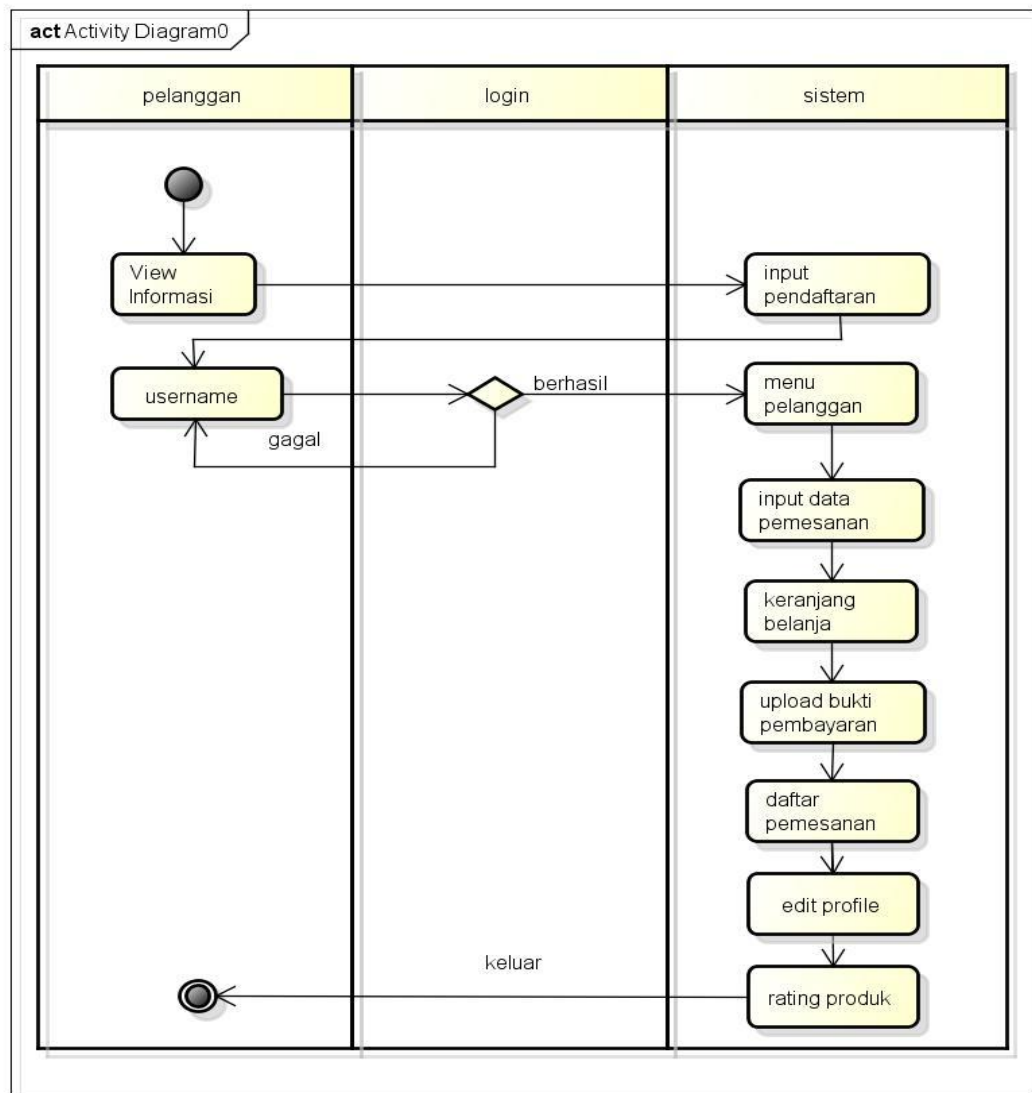 act Activity Diagram0
pelanggan
login
sistem
View
Informasi
input
pendaftaran
username
berhasil
menu
pelanggan
gagal
input data
pemesanan
keranjang
belanja
upload bukti
pembayaran
daftar
pemesanan
edit profile
keluar
rating produk